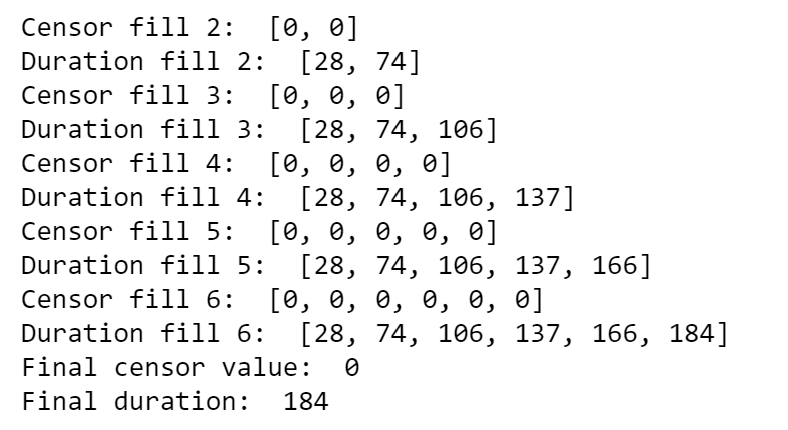 Censor fill 2:  [0, 0]
Duration fill 2:  [28, 74]
Censor fill 3:  [0, 0, 0]
Duration fill 3:  [28, 74, 106]
Censor fill 4:  [0, 0, 0, 0]
Duration fill 4:  [28, 74, 106, 137]
Censor fill 5:  [0, 0, 0, 0, 0]
Duration fill 5:  [28, 74, 106, 137, 166]
Censor fill 6:  [0, 0, 0, 0, 0, 0]
Duration fill 6:  [28, 74, 106, 137, 166, 184]
Final censor value:  0
Final duration:  184